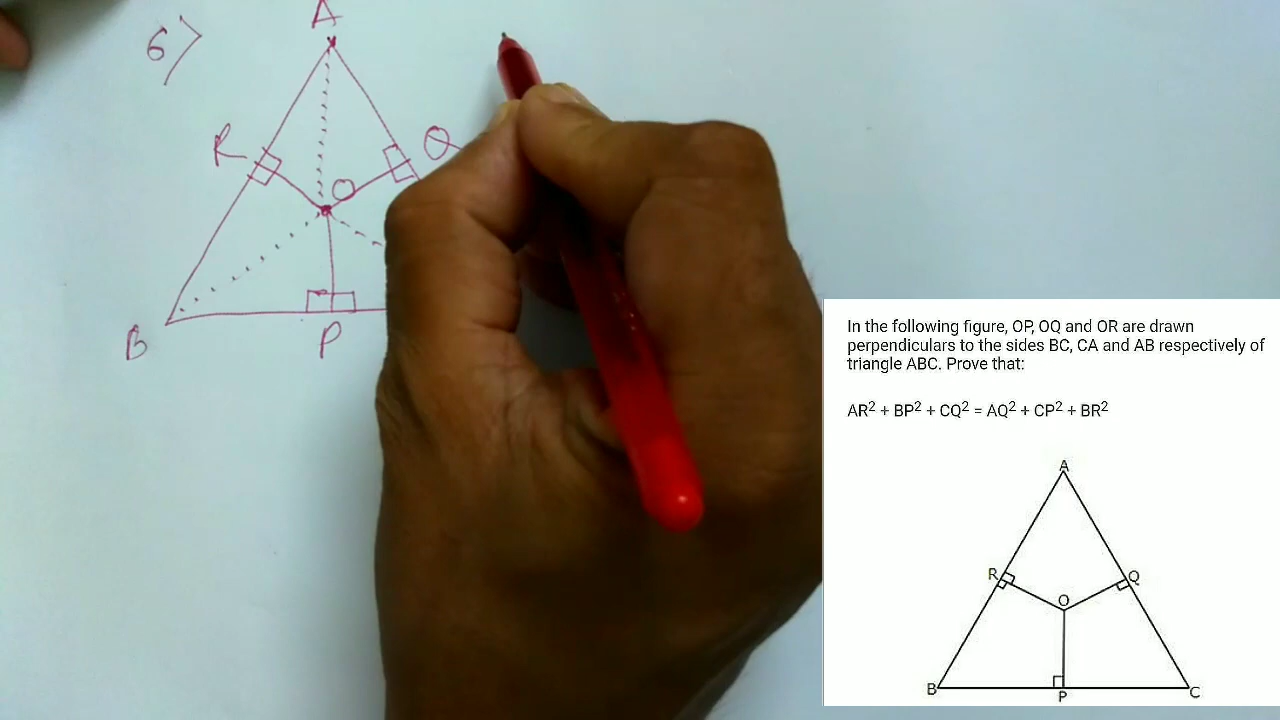 6)
A
R
Q
O
B
P
In the following figure, OP, OQ and OR are drawn
perpendiculars to the sides BC, CA and AB respectively of
triangle ABC. Prove that:
AR² + BP² + CQ² = AQ² + CP² + BR²
A
R
Q
O
B
P
C